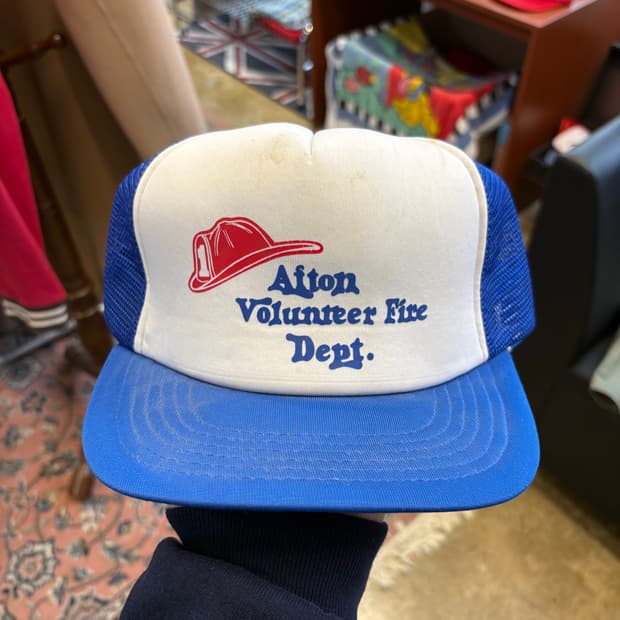 Afton
Volunteer Fire
Dept.